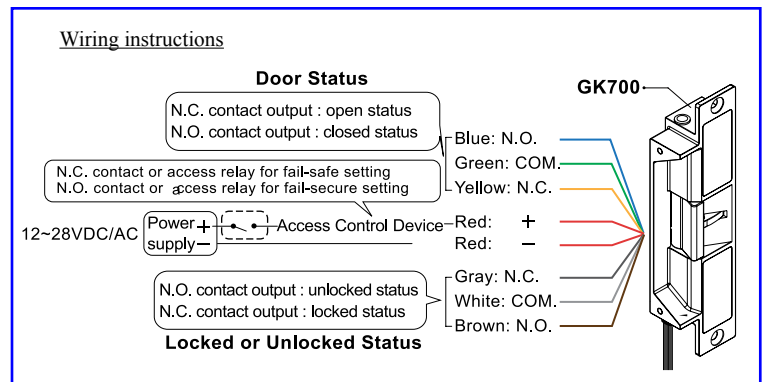 Wiring instructions
Door Status
GK700
N.C. contact output : open status
N.O. contact output : closed status
Blue: N.O.
Green: COM.
Yellow: N.C.
N.C. contact or access relay for fail-safe setting
N.O. contact or access relay for fail-secure setting
12~28VDC/AC
Power +
supply −
Access Control Device
Red: +
Red: −
Gray: N.C.
White: COM.
Brown: N.O.
N.O. contact output : unlocked status
N.C. contact output : locked status
Locked or Unlocked Status